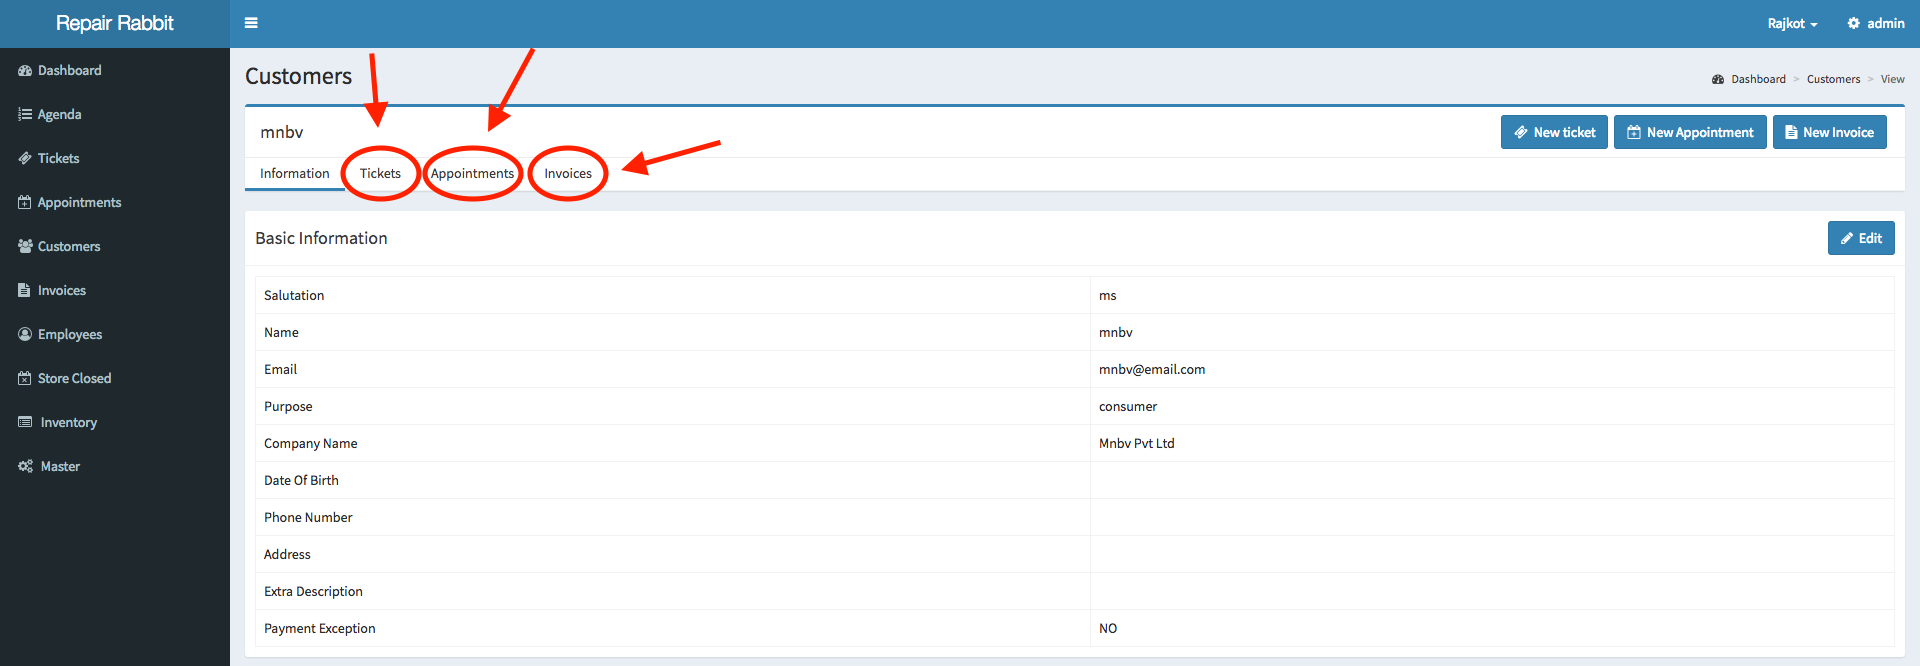 Repair Rabbit
Rajkot
admin
Dashboard
Agenda
Tickets
Appointments
Customers
Invoices
Employees
Store Closed
Inventory
Master
Customers
Dashboard > Customers > View
mnbv
New ticket
New Appointment
New Invoice
Information Tickets Appointments Invoices
Basic Information
Edit
Salutation ms
Name mnbv
Email mnbv@email.com
Purpose consumer
Company Name Mnbv Pvt Ltd
Date Of Birth
Phone Number
Address
Extra Description
Payment Exception NO